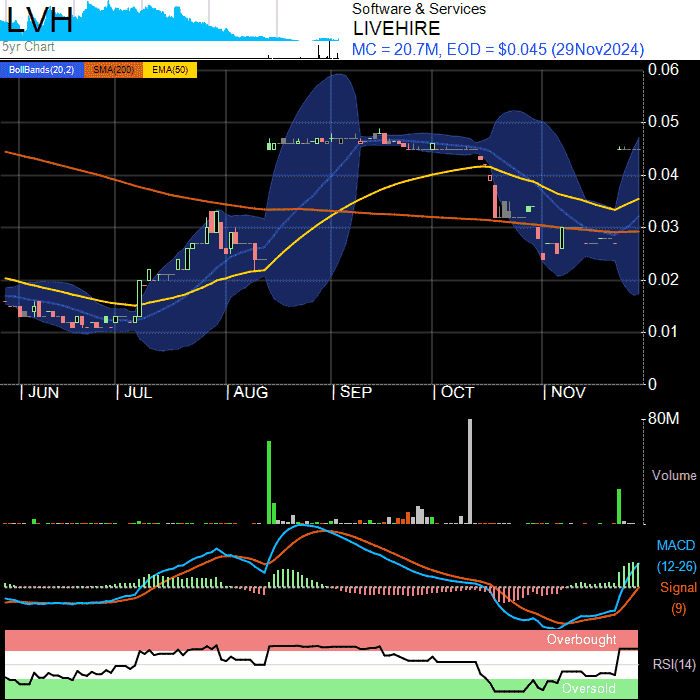 LVH
5yr Chart
Software & Services
LIVEHIRE
MC = 20.7M, EOD = $0.045 (29Nov2024)
BollBands(20,2) SMA(200) EMA(50)
0.06
0.05
0.04
0.03
0.02
0.01
0
JUN JUL AUG SEP OCT NOV
80M
Volume
MACD
(12-26)
Signal
(9)
Overbought
RSI(14)
Oversold